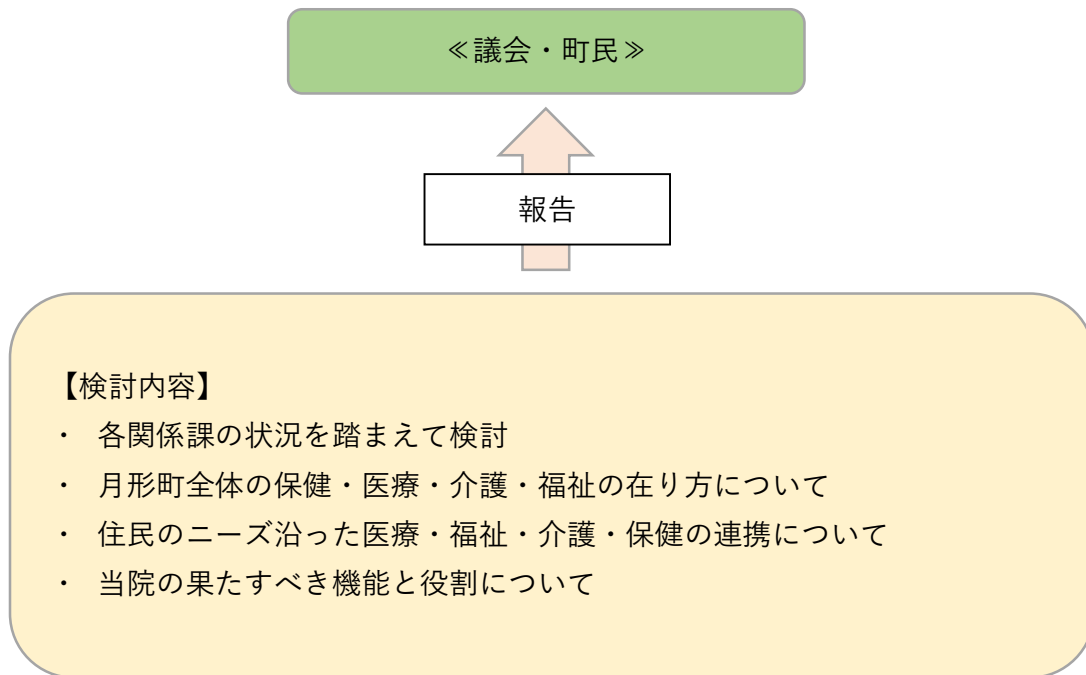 ≪議会・町民≫
報告
【検討内容】
・ 各関係課の状況を踏まえて検討
・ 月形町全体の保健・医療・介護・福祉の在り方について
・ 住民のニーズ沿った医療・福祉・介護・保健の連携について
・ 当院の果たすべき機能と役割について